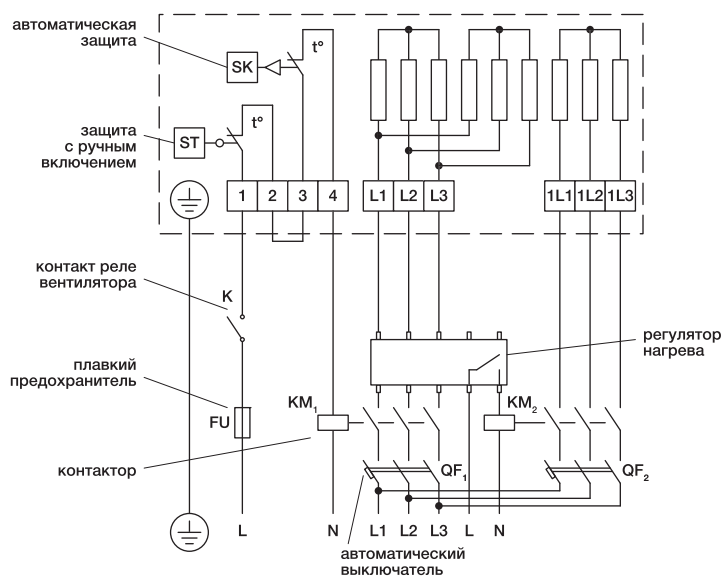 автоматическая
защита
SK
t°
защита
с ручным
включением
ST
t°
1 2 3 4 L1 L2 L3 1L1 1L2 1L3
контакт реле
вентилятора
K
регулятор
нагрева
плавкий
предохранитель
FU
KM₁
KM₂
контактор
QF₁
QF₂
L N L1 L2 L3 L N
автоматический
выключатель